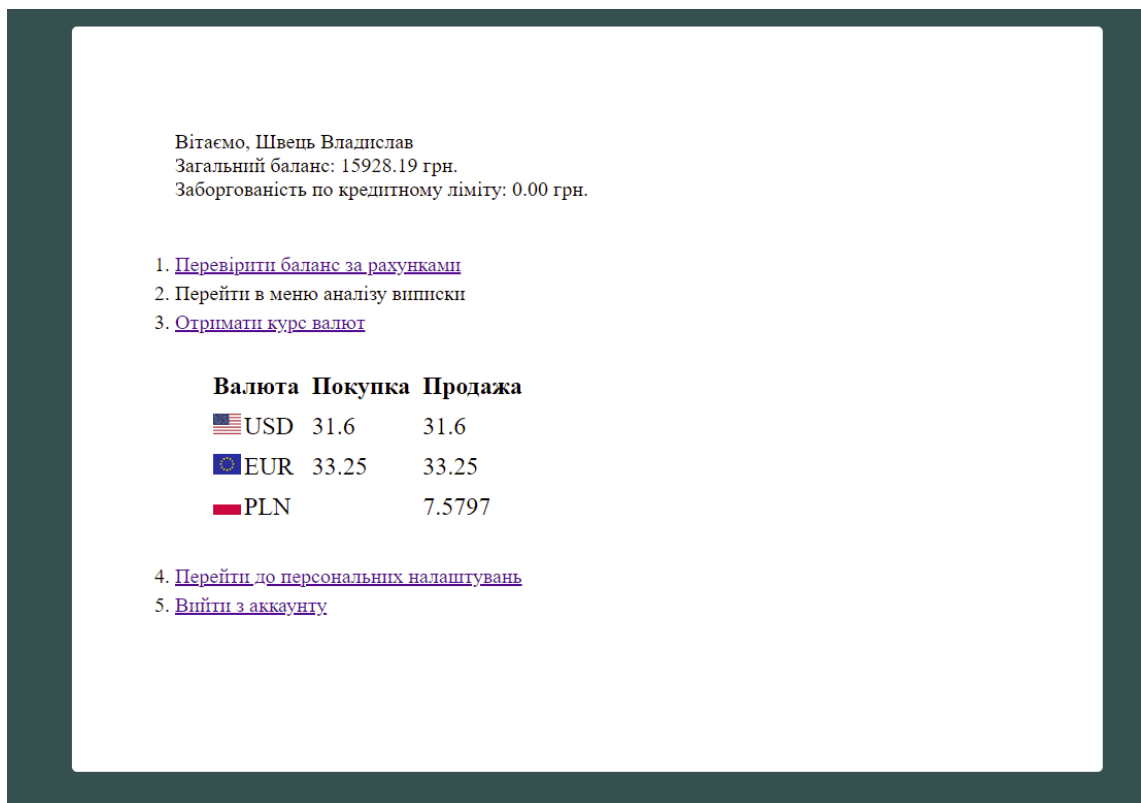 Вітаємо, Швець Владислав
Загальний баланс: 15928.19 грн.
Заборгованість по кредитному ліміту: 0.00 грн.
1. Перевірити баланс за рахунками
2. Перейти в меню аналізу виписки
3. Отримати курс валют
Валюта Покупка Продажа
USD 31.6 31.6
EUR 33.25 33.25
PLN 7.5797
4. Перейти до персональних налаштувань
5. Вийти з аккаунту